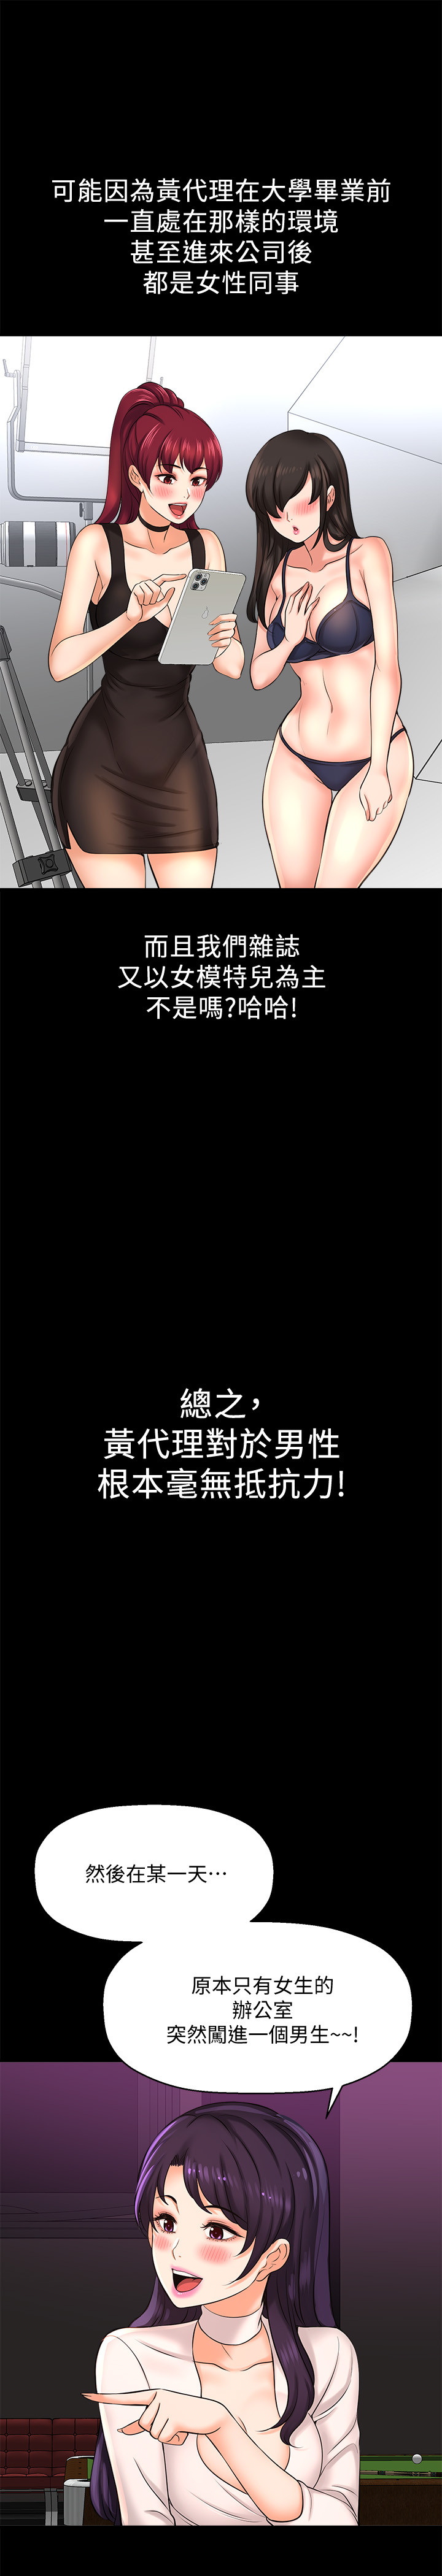 可能因為黃代理在大學畢業前
一直處在那樣的環境
甚至進來公司後
都是女性同事
而且我們雜誌
又以女模特兒為主
不是嗎?哈哈!
總之，
黃代理對於男性
根本毫無抵抗力!
然後在某一天…
原本只有女生的
辦公室
突然闖進一個男生~~!